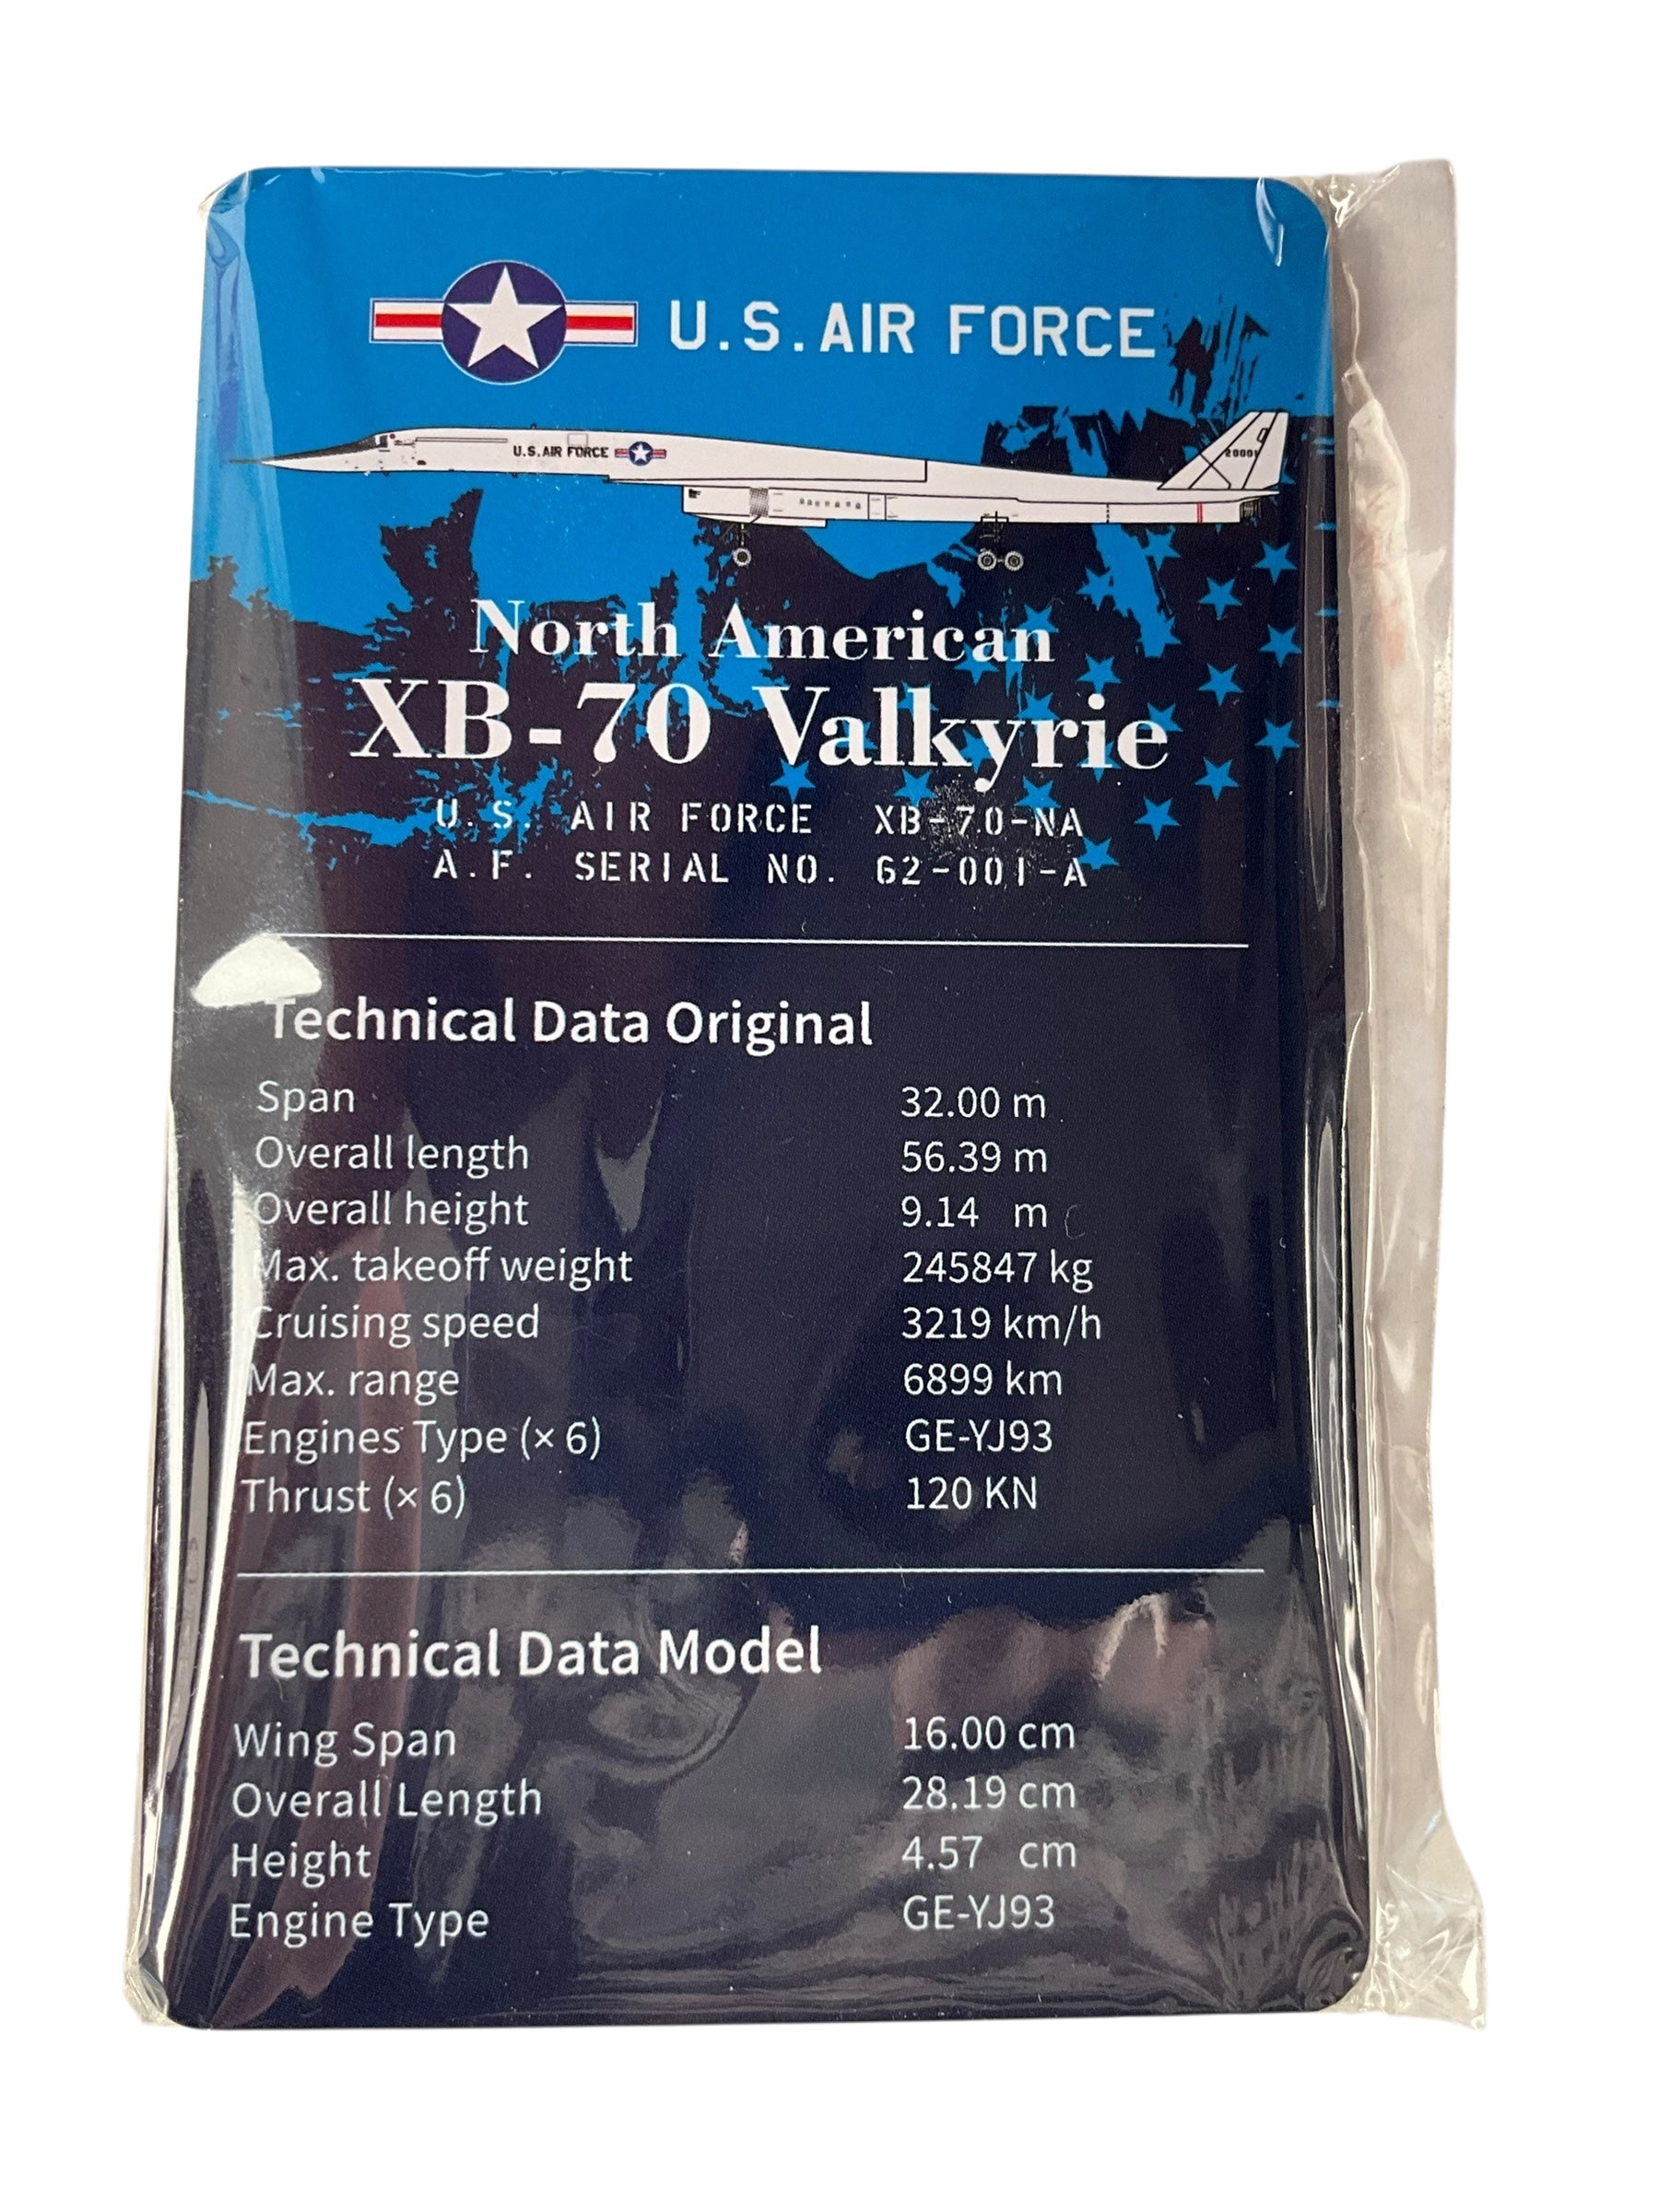 U.S. AIR FORCE
U.S. AIR FORCE
20001
North American
XB-70 Valkyrie
U.S. AIR FORCE XB-70-NA
A.F. SERIAL NO. 62-001-A
Technical Data Original
Span 32.00 m
Overall length 56.39 m
Overall height 9.14 m
Max. takeoff weight 245847 kg
Cruising speed 3219 km/h
Max. range 6899 km
Engines Type (× 6) GE-YJ93
Thrust (× 6) 120 KN
Technical Data Model
Wing Span 16.00 cm
Overall Length 28.19 cm
Height 4.57 cm
Engine Type GE-YJ93